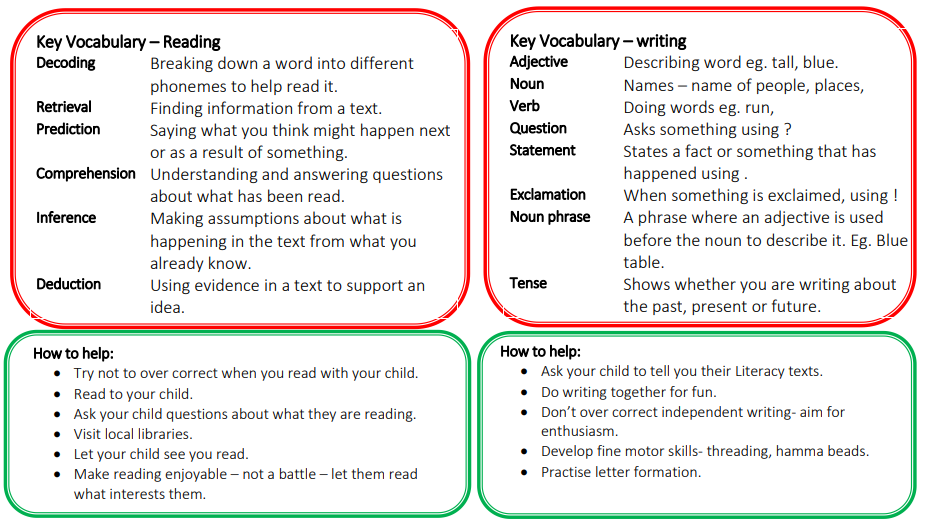 Key Vocabulary – Reading
Decoding Breaking down a word into different
phonemes to help read it.
Retrieval Finding information from a text.
Prediction Saying what you think might happen next
or as a result of something.
Comprehension Understanding and answering questions
about what has been read.
Inference Making assumptions about what is
happening in the text from what you
already know.
Deduction Using evidence in a text to support an
idea.
Key Vocabulary – writing
Adjective Describing word eg. tall, blue.
Noun Names – name of people, places,
Verb Doing words eg. run,
Question Asks something using ?
Statement States a fact or something that has
happened using .
Exclamation When something is exclaimed, using !
Noun phrase A phrase where an adjective is used
before the noun to describe it. Eg. Blue
table.
Tense Shows whether you are writing about
the past, present or future.
How to help:
• Try not to over correct when you read with your child.
• Read to your child.
• Ask your child questions about what they are reading.
• Visit local libraries.
• Let your child see you read.
• Make reading enjoyable – not a battle – let them read
what interests them.
How to help:
• Ask your child to tell you their Literacy texts.
• Do writing together for fun.
• Don’t over correct independent writing- aim for
enthusiasm.
• Develop fine motor skills- threading, hamma beads.
• Practise letter formation.